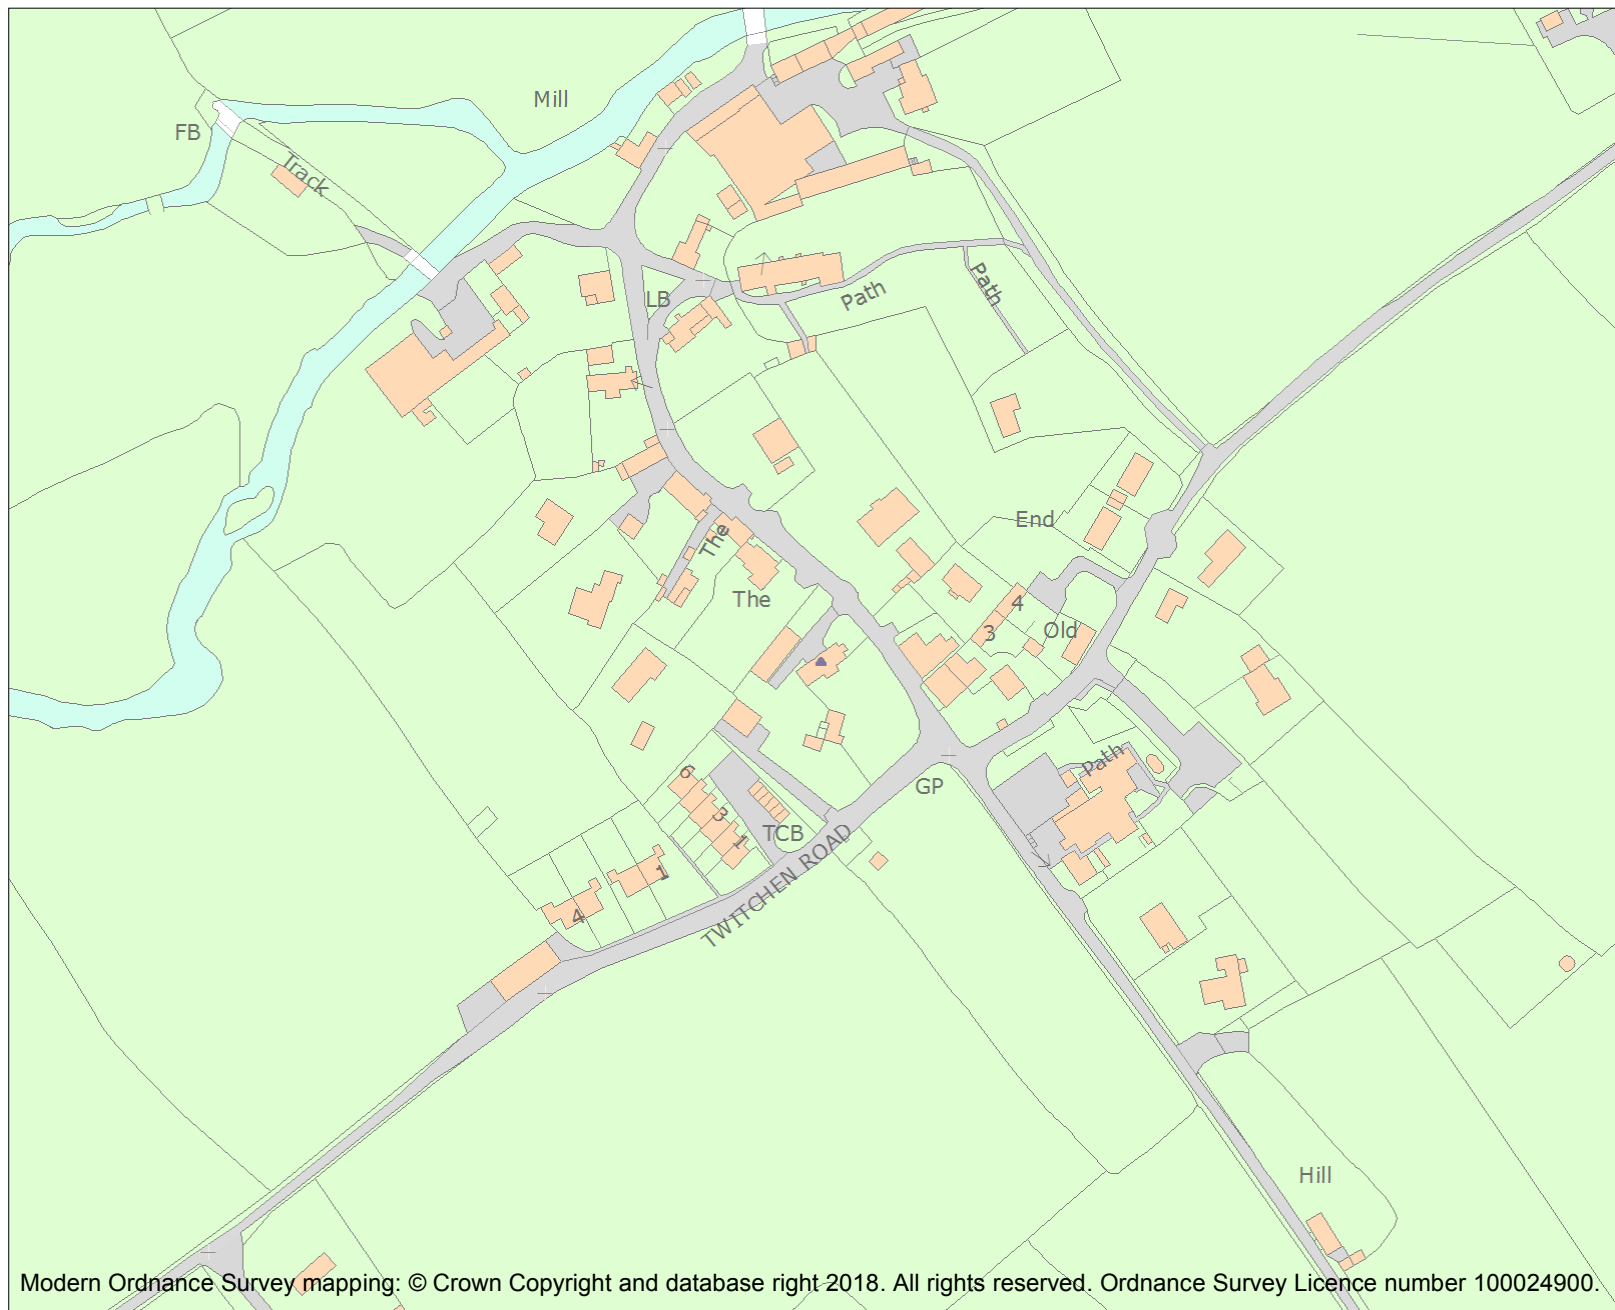 Mill
FB
Track
LB
Path
Path
End
The
The
4
3
Old
Path
6
3
1
TCB
GP
TWITCHEN ROAD
1
4
Hill
Modern Ordnance Survey mapping: © Crown Copyright and database right 2018. All rights reserved. Ordnance Survey Licence number 100024900.